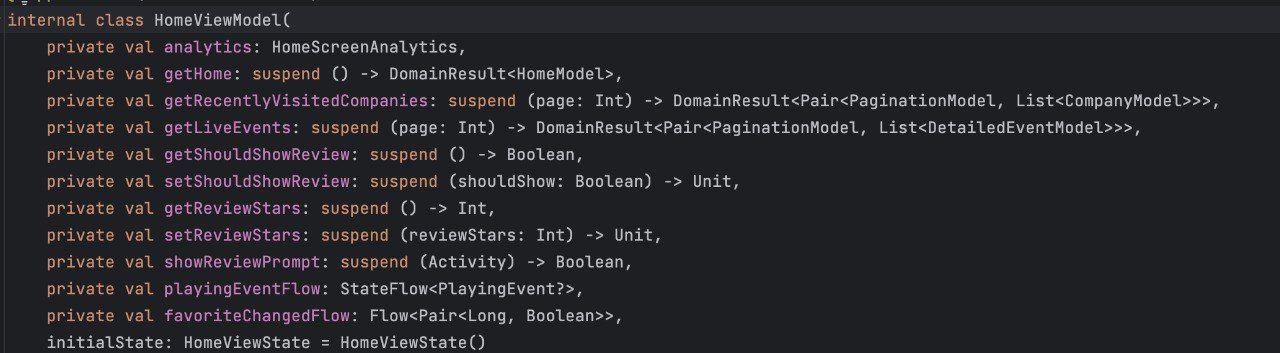 internal class HomeViewModel(
    private val analytics: HomeScreenAnalytics,
    private val getHome: suspend () -> DomainResult<HomeModel>,
    private val getRecentlyVisitedCompanies: suspend (page: Int) -> DomainResult<Pair<PaginationModel, List<CompanyModel>>>,
    private val getLiveEvents: suspend (page: Int) -> DomainResult<Pair<PaginationModel, List<DetailedEventModel>>>,
    private val getShouldShowReview: suspend () -> Boolean,
    private val setShouldShowReview: suspend (shouldShow: Boolean) -> Unit,
    private val getReviewStars: suspend () -> Int,
    private val setReviewStars: suspend (reviewStars: Int) -> Unit,
    private val showReviewPrompt: suspend (Activity) -> Boolean,
    private val playingEventFlow: StateFlow<PlayingEvent?>,
    private val favoriteChangedFlow: Flow<Pair<Long, Boolean>>,
    initialState: HomeViewState = HomeViewState()